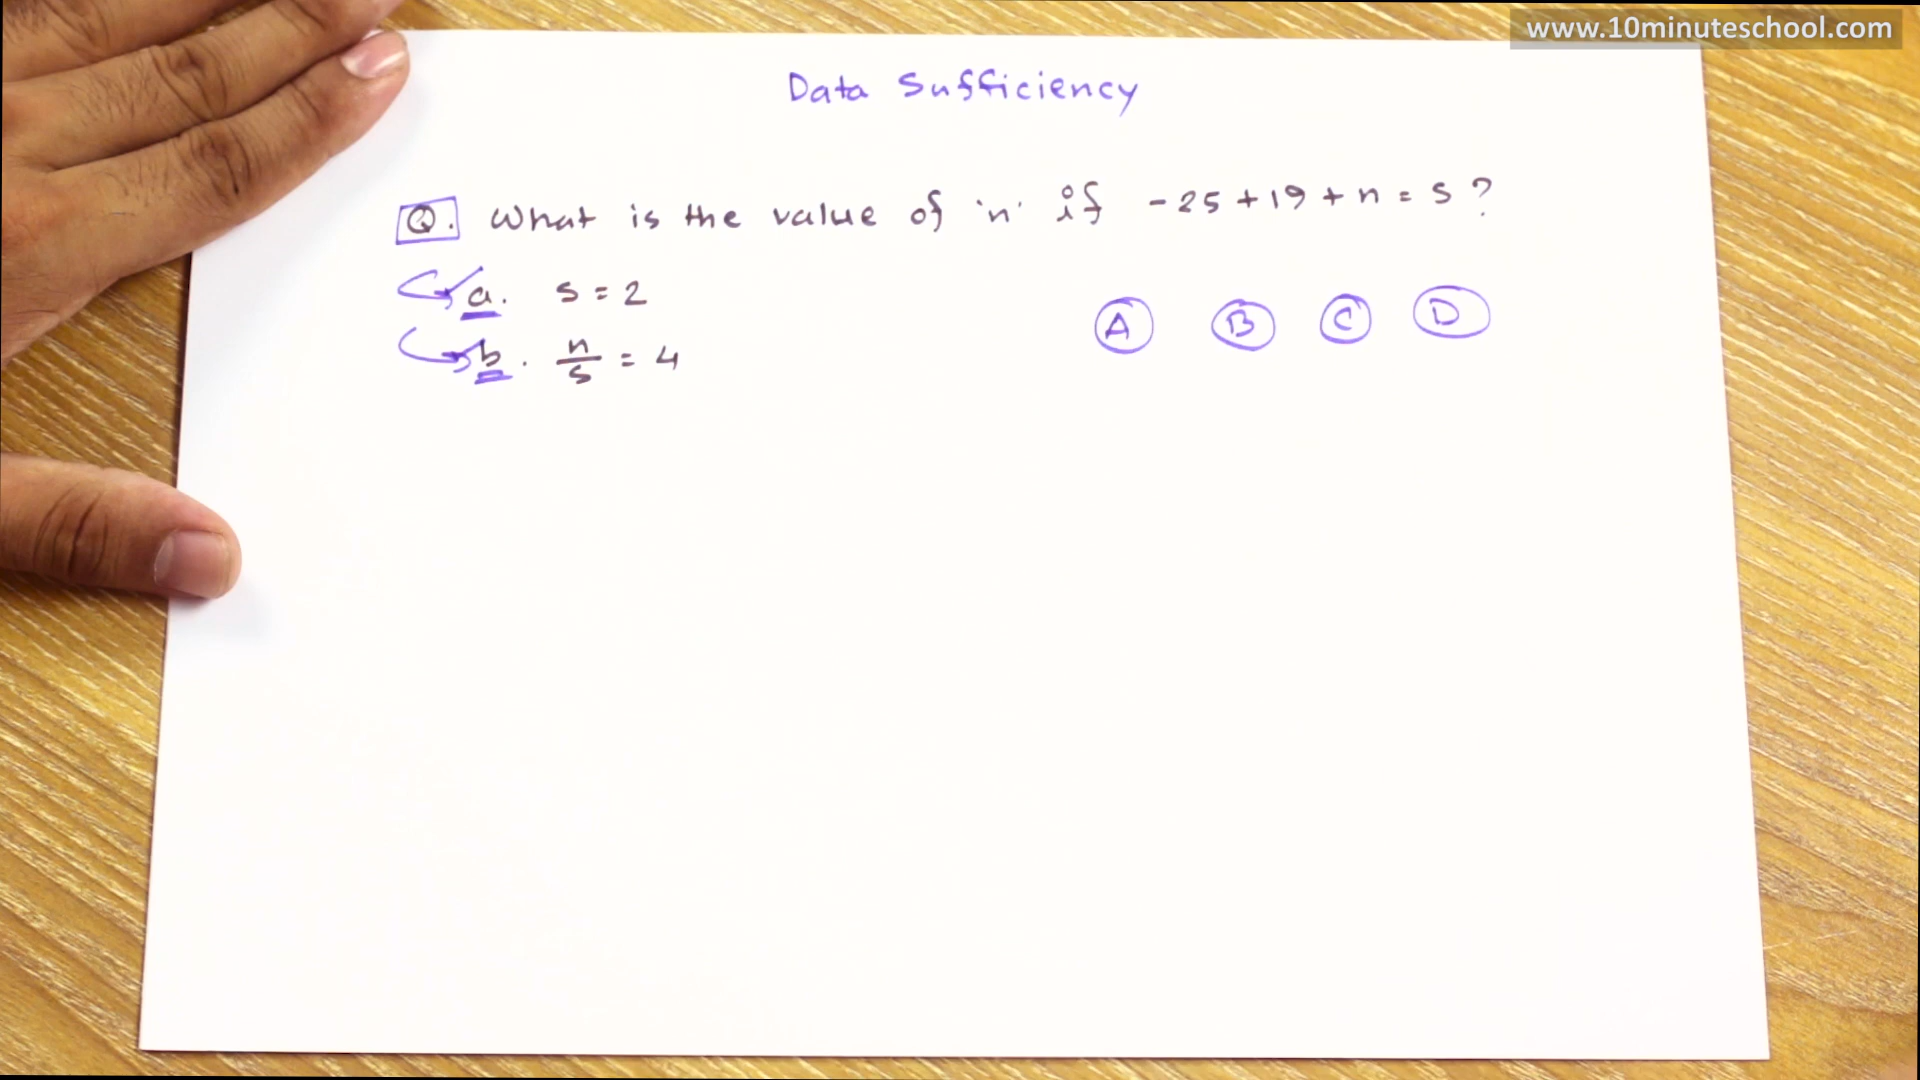 www.10minuteschool.com
Data Sufficiency
Q. What is the value of 'n' if -25+19+n = s?
a. s = 2
b. n/s = 4
A B C D